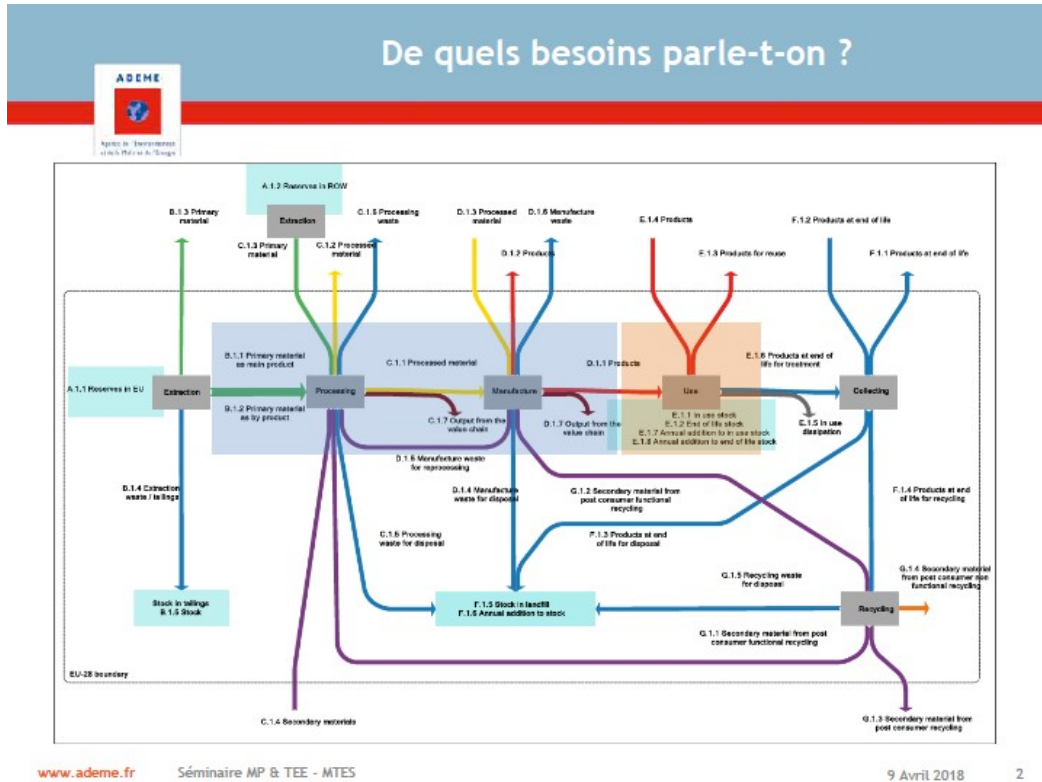 De quels besoins parle-t-on ?
ADEME
Agence de l'Environnement
et de la Maîtrise de l'Energie
A.1.2 Reserves in ROW
Extraction
B.1.3 Primary
material
C.1.3 Primary
material
C.1.2 Processed
material
C.1.5 Processing
waste
D.1.3 Processed
material
D.1.2 Products
D.1.6 Manufacture
waste
E.1.4 Products
E.1.3 Products for reuse
F.1.2 Products at end of life
F.1.1 Products at end of life
A.1.1 Reserves in EU
Extraction
B.1.1 Primary material
as main product
B.1.2 Primary material
as by product
Processing
C.1.1 Processed material
C.1.7 Output from the
value chain
Manufacture
D.1.1 Products
D.1.7 Output from the
value chain
Use
E.1.1 In use stock
E.1.2 End of life stock
E.1.7 Annual addition to in use stock
E.1.8 Annual addition to end of life stock
E.1.6 Products at end of
life for treatment
E.1.5 In use
dissipation
Collecting
B.1.4 Extraction
waste / tailings
D.1.5 Manufacture waste
for reprocessing
D.1.4 Manufacture
waste for disposal
G.1.2 Secondary material from
post consumer functional
recycling
F.1.4 Products at end
of life for recycling
C.1.5 Processing
waste for disposal
F.1.3 Products at end
of life for disposal
G.1.5 Recycling waste
for disposal
G.1.4 Secondary material
from post consumer non
functional recycling
Stock in tailings
B.1.5 Stock
F.1.5 Stock in landfill
F.1.6 Annual addition to stock
Recycling
G.1.1 Secondary material from post
consumer functional recycling
EU-28 boundary
C.1.4 Secondary materials
G.1.3 Secondary material from
post consumer recycling
www.ademe.fr
Séminaire MP & TEE - MTES
9 Avril 2018
2